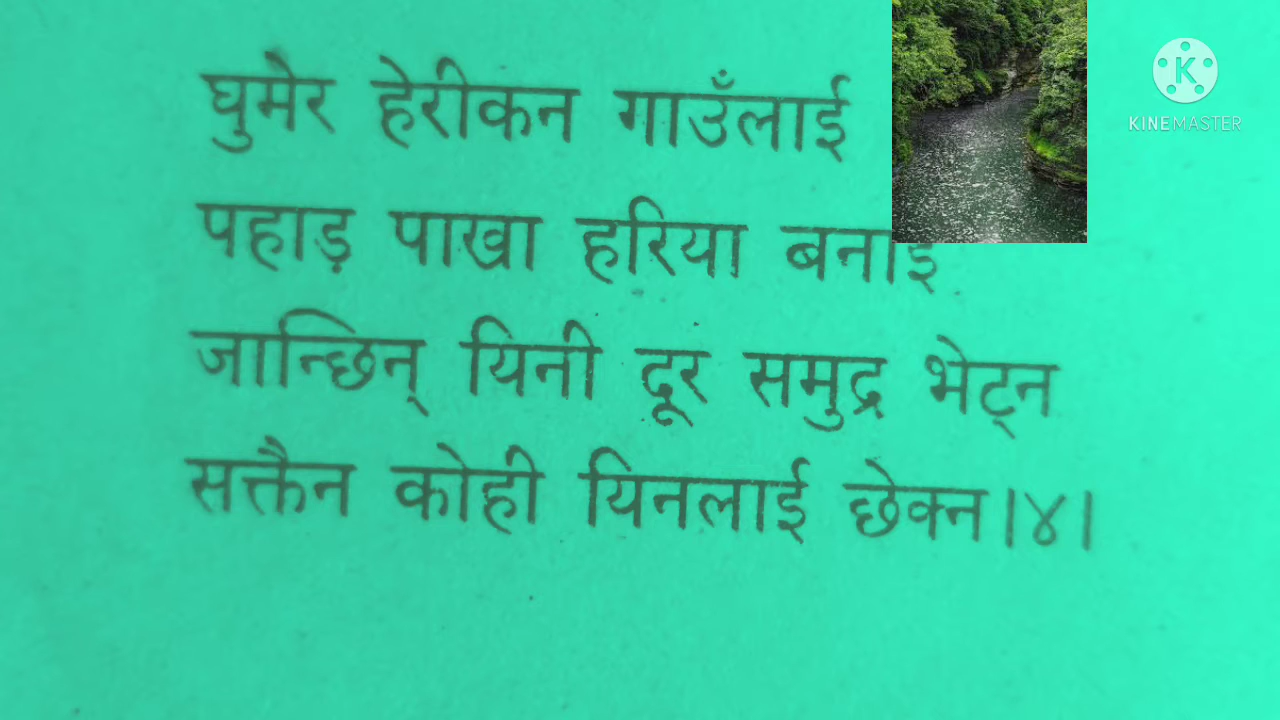 घुमेर हेरीकन गाउँलाई
पहाड़ पाखा हरिया बनाई
जान्छिन् यिनी दूर समुद्र भेट्न
सक्तैन कोही यिनलाई छेक्न।४।
KINEMASTER